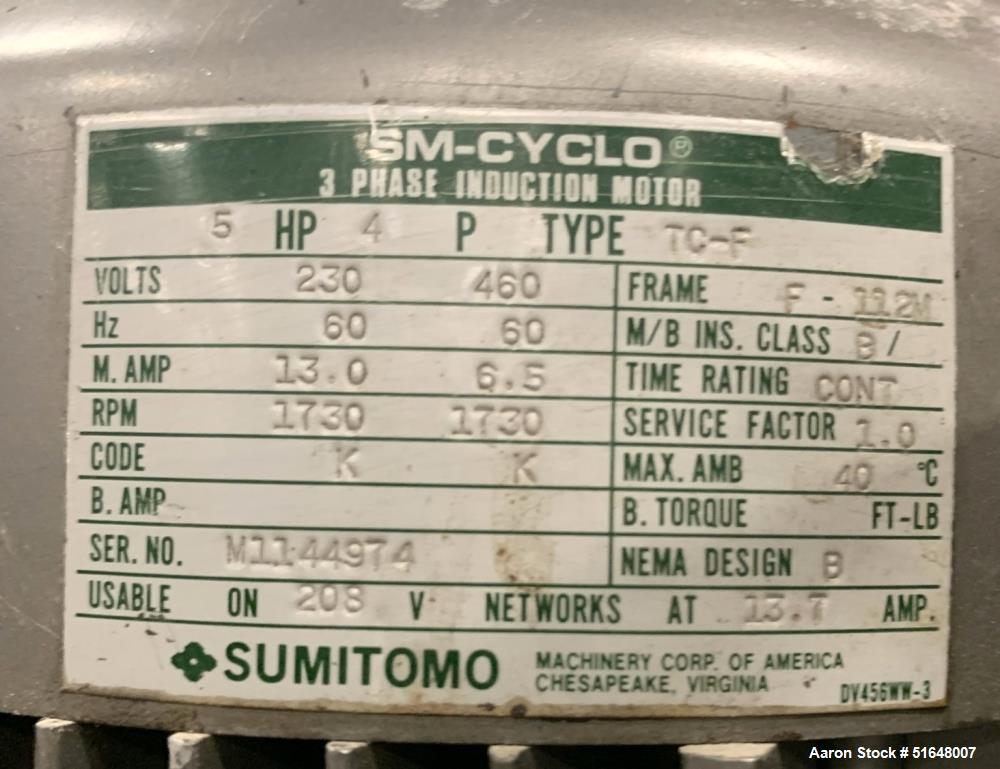 SM-CYCLO ®
3 PHASE INDUCTION MOTOR
5 HP 4 P TYPE TC-F
VOLTS 230 460 FRAME F - 112M
Hz 60 60 M/B INS. CLASS B /
M. AMP 13.0 6.5 TIME RATING CONT
RPM 1730 1730 SERVICE FACTOR 1.0
CODE K K MAX. AMB 40 °C
B. AMP B. TORQUE FT-LB
SER. NO. M1144974 NEMA DESIGN B
USABLE ON 208 V NETWORKS AT 13.7 AMP.
SUMITOMO MACHINERY CORP. OF AMERICA
CHESAPEAKE, VIRGINIA DV456WW-3
Aaron Stock # 51648007